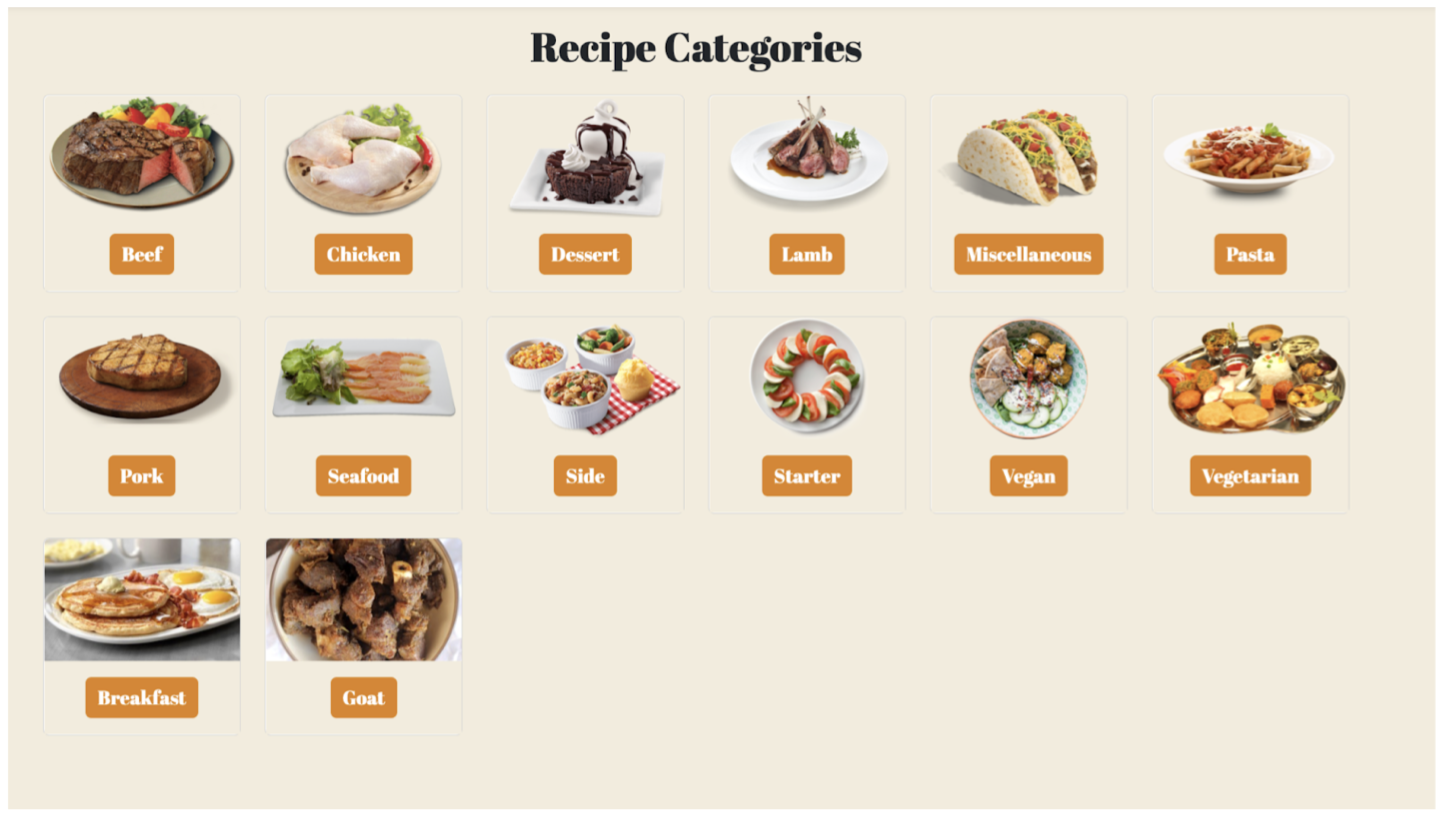 Recipe Categories
Beef
Chicken
Dessert
Lamb
Miscellaneous
Pasta
Pork
Seafood
Side
Starter
Vegan
Vegetarian
Breakfast
Goat